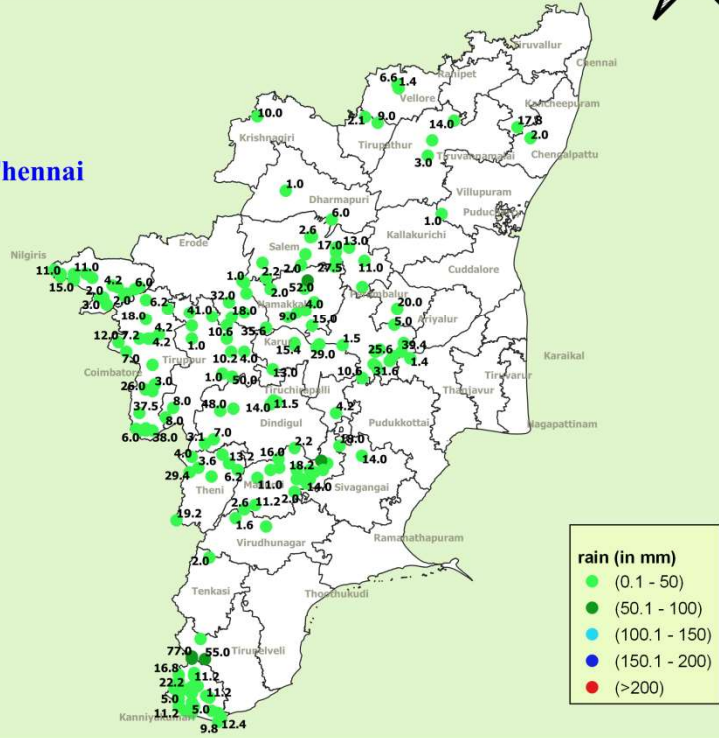 Tiruvallur
Chennai
Ranipet
6.6
1.4
Vellore
Kancheepuram
10.0
2.1
9.0
14.0
17.8
2.0
Krishnagiri
Tirupathur
Tiruvannamalai
Chengalpattu
3.0
hennai
1.0
Dharmapuri
Villupuram
6.0
1.0
Puducherry
Kallakurichi
2.6
Erode
Salem
17.0
13.0
Nilgiris
Cuddalore
11.0
11.0
2.0
27.5
11.0
15.0
4.2
6.0
1.0
2.2
52.0
2.0
2.0
2.0
Perambalur
3.0
6.2
32.0
Namakkal
4.0
20.0
18.0
41.0
18.0
9.0
15.0
5.0
Ariyalur
12.0
7.2
4.2
4.2
10.6
35.6
Karur
1.0
15.4
29.0
1.5
25.6
39.4
1.4
Karaikal
7.0
Tiruppur
10.2
4.0
Coimbatore
13.0
10.6
31.6
Tiruvarur
26.0
3.0
1.0
50.0
Tiruchirapalli
Thanjavur
37.5
8.0
48.0
14.0
11.5
4.2
8.0
Dindigul
Pudukkottai
Nagapattinam
6.0
38.0
3.1
7.0
2.2
18.0
4.0
3.6
13.2
16.0
14.0
29.4
6.2
18.2
Theni
11.0
14.0
Sivagangai
2.0
19.2
2.6
11.2
1.6
Virudhunagar
Ramanathapuram
2.0
Tenkasi
Thoothukudi
rain (in mm)
(0.1 - 50)
(50.1 - 100)
(100.1 - 150)
(150.1 - 200)
(>200)
Tirunelveli
77.0
55.0
16.8
11.2
22.2
11.2
5.0
11.2
5.0
Kanniyakumari
9.8
12.4